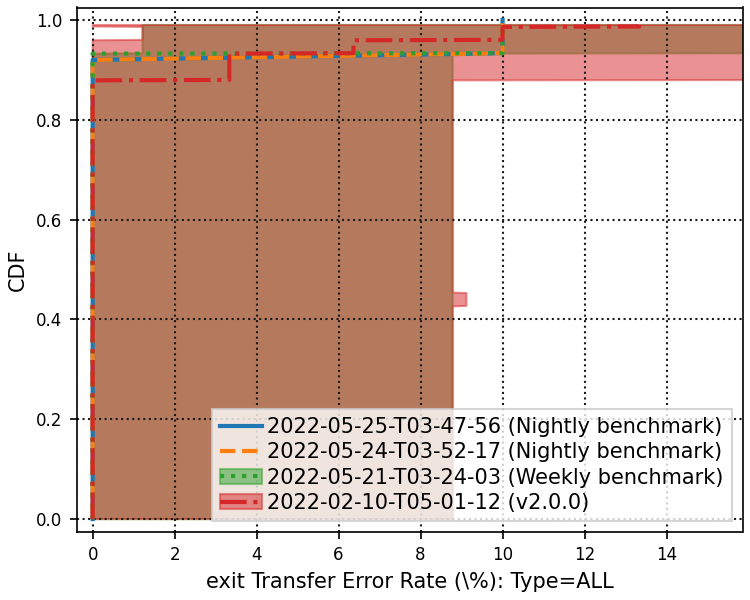 1.0
0.8
0.6
0.4
0.2
0.0
CDF
2022-05-25-T03-47-56 (Nightly benchmark)
2022-05-24-T03-52-17 (Nightly benchmark)
2022-05-21-T03-24-03 (Weekly benchmark)
2022-02-10-T05-01-12 (v2.0.0)
0 2 4 6 8 10 12 14
exit Transfer Error Rate (\%): Type=ALL